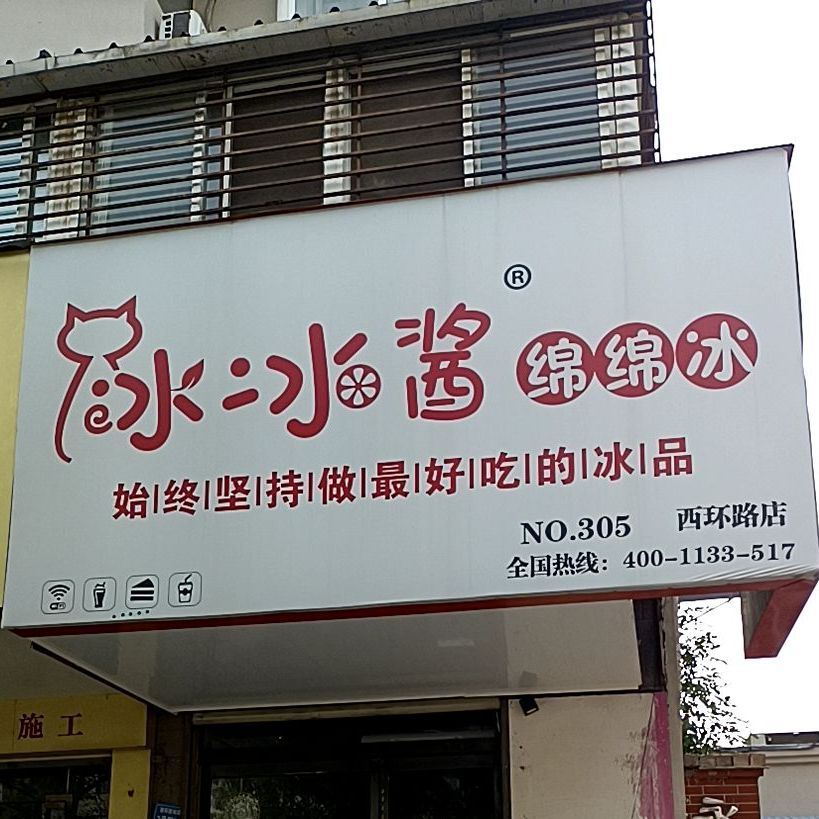 ®
冰冰酱 绵绵冰
始|终|坚|持|做|最|好|吃|的|冰|品
NO.305 西环路店
全国热线：400-1133-517
WiFi
施工